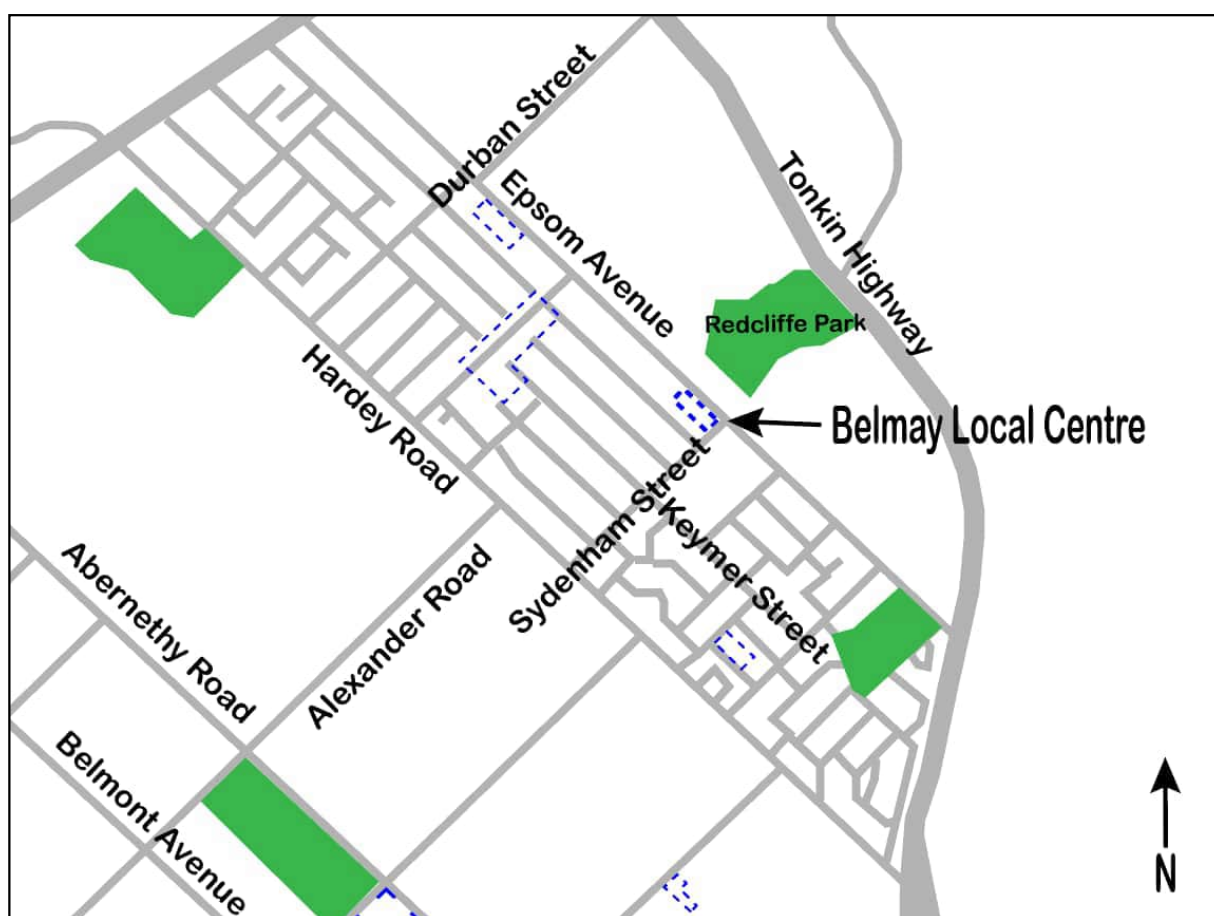 Durban Street
Epsom Avenue
Tonkin Highway
Redcliffe Park
Hardey Road
Belmay Local Centre
Sydenham Street
Keymer Street
Abernethy Road
Alexander Road
Belmont Avenue
N